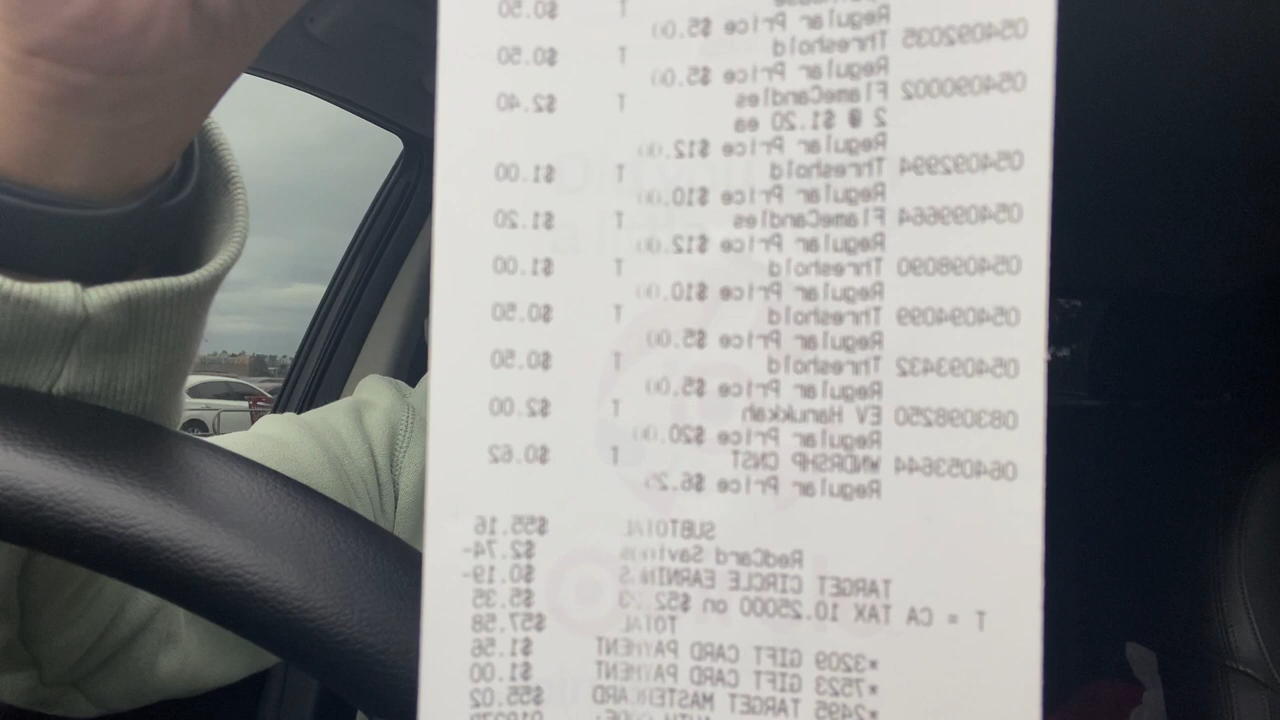 T $0.50
Regular Price $5.00
054092035 Threshold T $0.50
Regular Price $5.00
054090002 FlameCandles T $2.40
2 @ $1.20 ea
Regular Price $12.00
054092994 Threshold T $1.00
Regular Price $10.00
054099664 FlameCandles T $1.20
Regular Price $12.00
054098090 Threshold T $1.00
Regular Price $10.00
054094099 Threshold T $0.50
Regular Price $5.00
054093432 Threshold T $0.50
Regular Price $5.00
083098250 EV Hanukkah T $2.00
Regular Price $20.00
064053644 WNDRSHP CNST T $0.62
Regular Price $6.25
SUBTOTAL $55.16
RedCard Savings $2.74-
TARGET CIRCLE EARNINGS $0.19-
T = CA TAX 10.25000 on $52.23 $5.35
TOTAL $57.58
*3209 GIFT CARD PAYMENT $1.56
*7523 GIFT CARD PAYMENT $1.00
*2495 TARGET MASTERCARD $55.02
AUTH CODE: